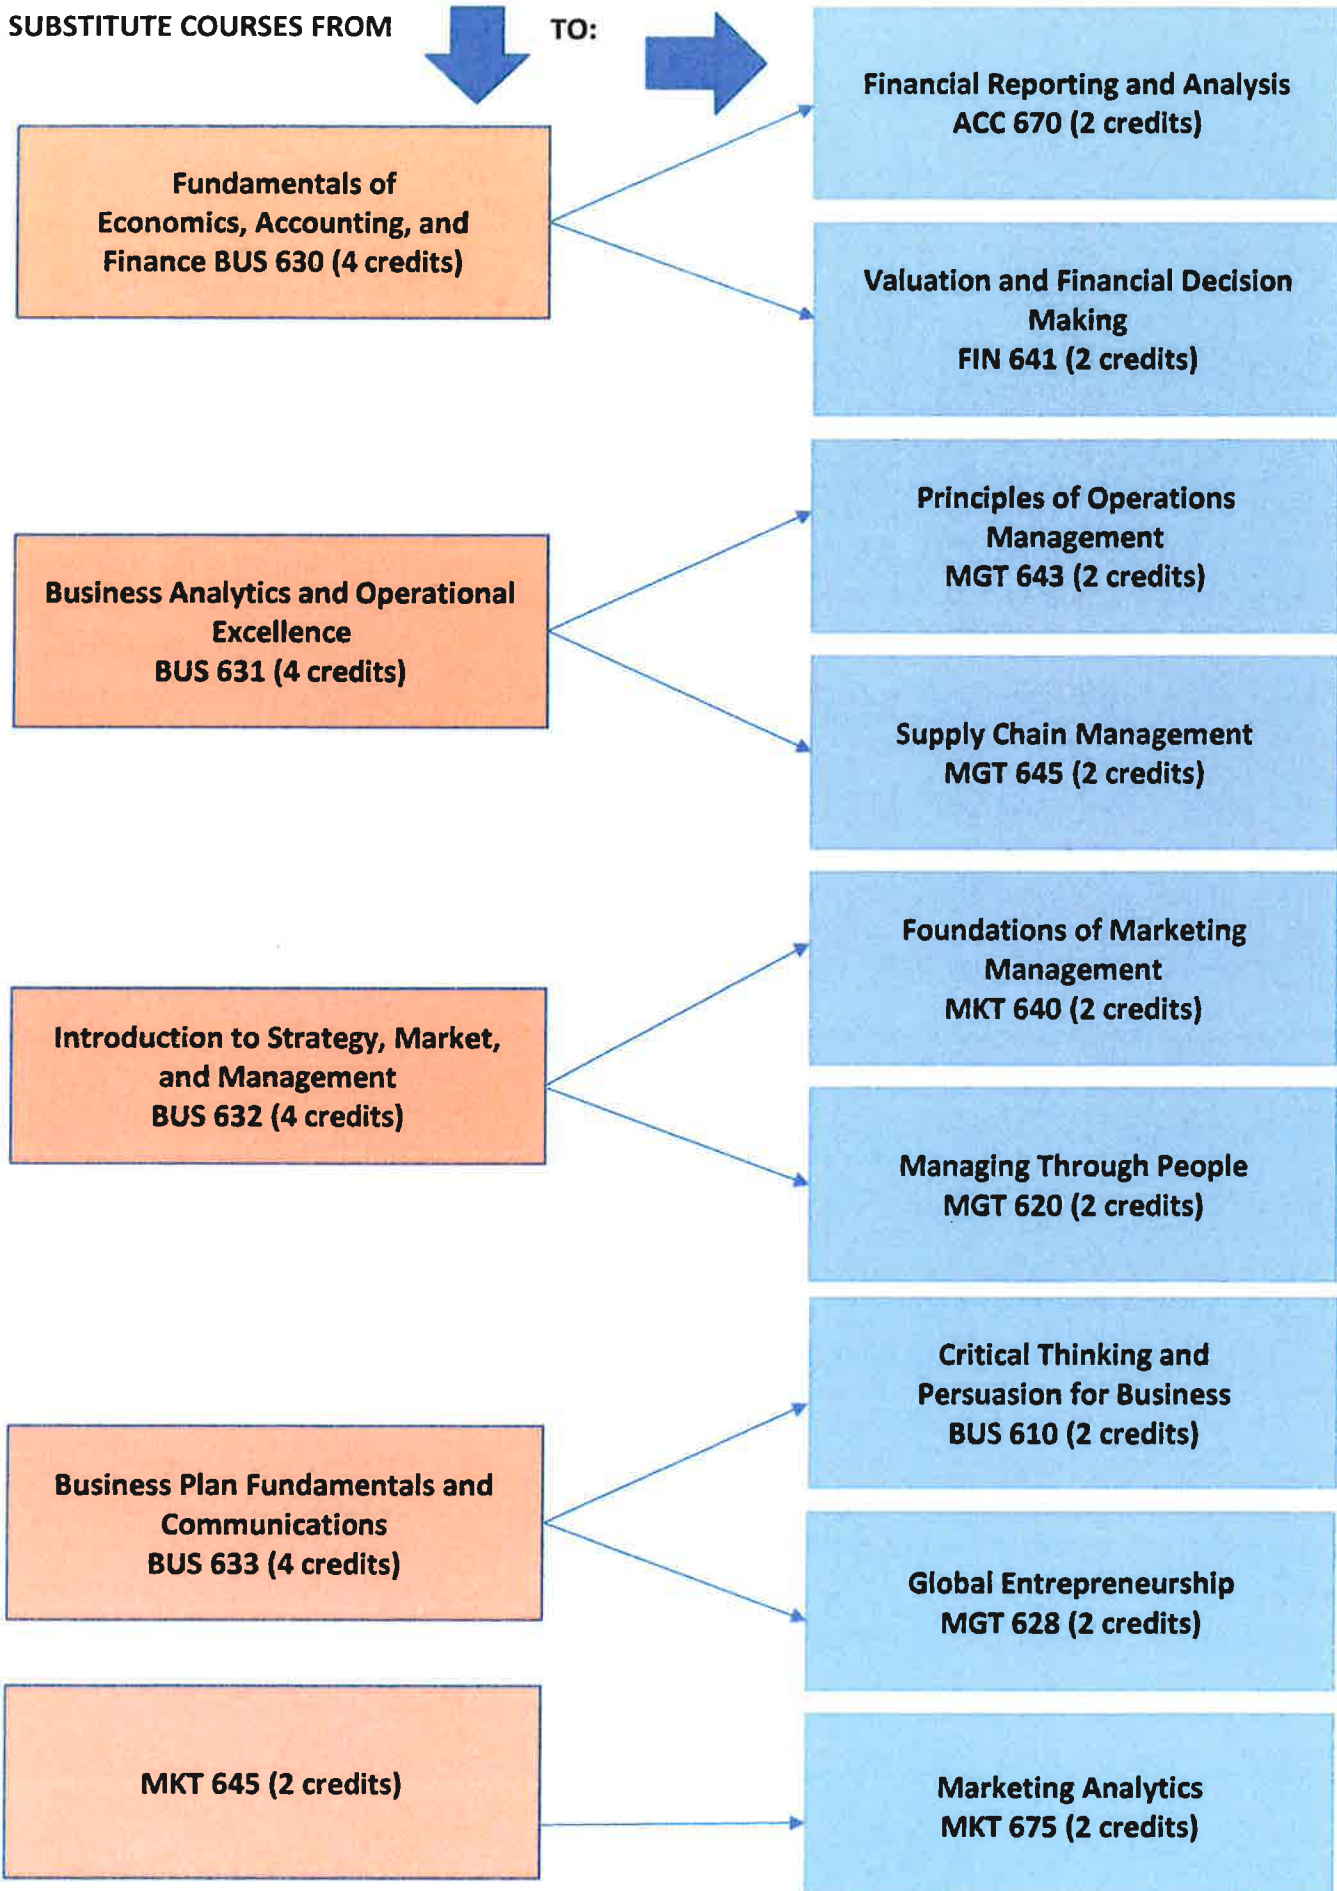 SUBSTITUTE COURSES FROM
TO:
Fundamentals of
Economics, Accounting, and
Finance BUS 630 (4 credits)
Financial Reporting and Analysis
ACC 670 (2 credits)
Valuation and Financial Decision
Making
FIN 641 (2 credits)
Business Analytics and Operational
Excellence
BUS 631 (4 credits)
Principles of Operations
Management
MGT 643 (2 credits)
Supply Chain Management
MGT 645 (2 credits)
Introduction to Strategy, Market,
and Management
BUS 632 (4 credits)
Foundations of Marketing
Management
MKT 640 (2 credits)
Managing Through People
MGT 620 (2 credits)
Business Plan Fundamentals and
Communications
BUS 633 (4 credits)
Critical Thinking and
Persuasion for Business
BUS 610 (2 credits)
Global Entrepreneurship
MGT 628 (2 credits)
MKT 645 (2 credits)
Marketing Analytics
MKT 675 (2 credits)